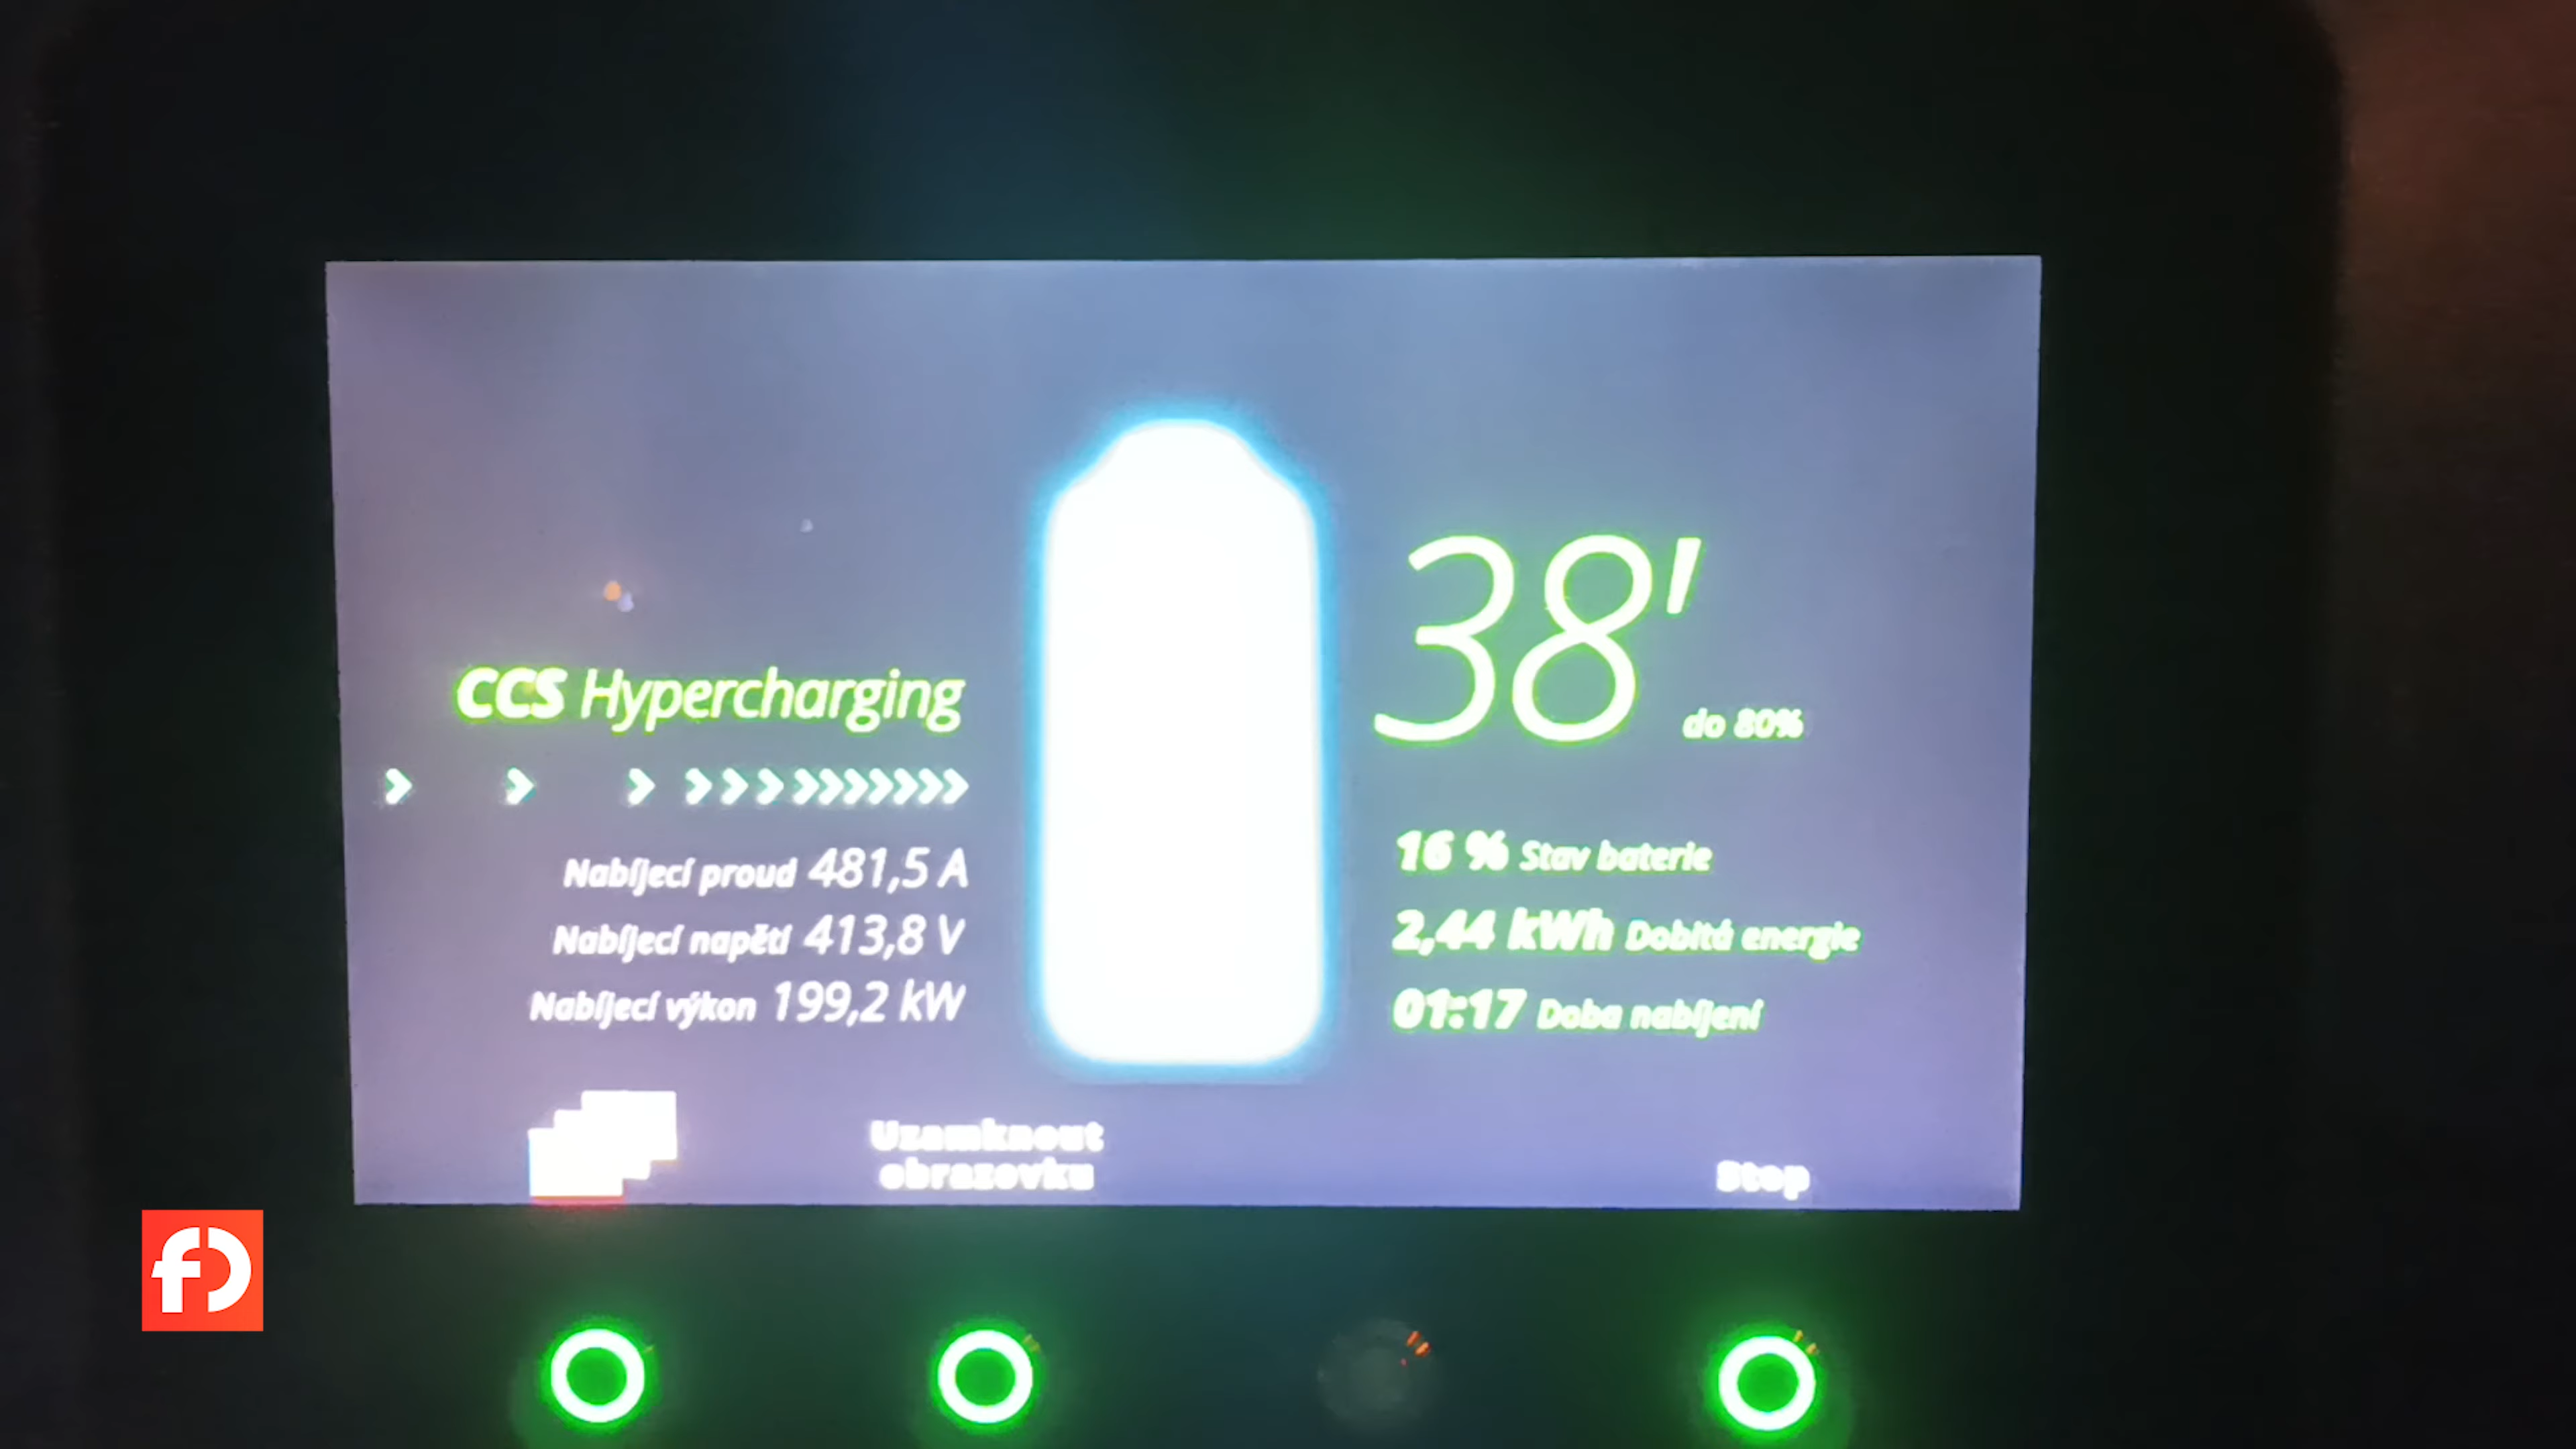 CCS Hypercharging
Nabíjecí proud 481,5 A
Nabíjecí napětí 413,8 V
Nabíjecí výkon 199,2 kW
38'
do 80%
16 % Stav baterie
2,44 kWh Dobitá energie
01:17 Doba nabíjení
Uzamknout
obrazovku
Stop